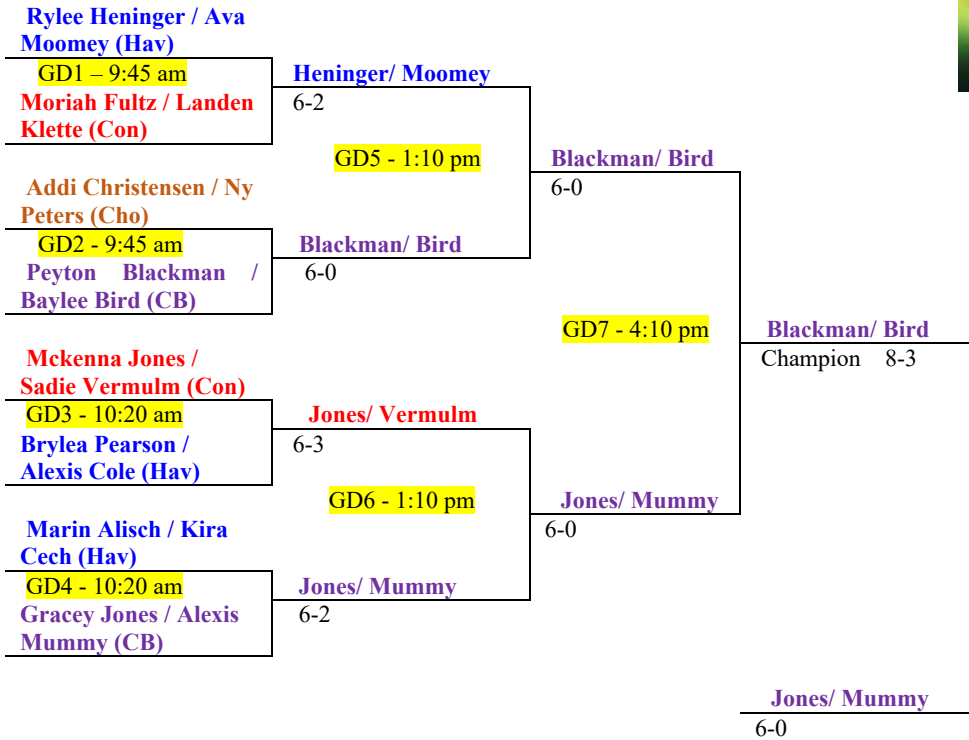 Rylee Heninger / Ava
Moomey (Hav)
GD1 – 9:45 am
Moriah Fultz / Landen
Klette (Con)
Addi Christensen / Ny
Peters (Cho)
GD2 - 9:45 am
Peyton Blackman /
Baylee Bird (CB)
Mckenna Jones /
Sadie Vermulm (Con)
GD3 - 10:20 am
Brylea Pearson /
Alexis Cole (Hav)
Marin Alisch / Kira
Cech (Hav)
GD4 - 10:20 am
Gracey Jones / Alexis
Mummy (CB)
Heninger/ Moomey
6-2
GD5 - 1:10 pm
Blackman/ Bird
6-0
Jones/ Vermulm
6-3
GD6 - 1:10 pm
Jones/ Mummy
6-2
Blackman/ Bird
6-0
GD7 - 4:10 pm
Jones/ Mummy
6-0
Blackman/ Bird
Champion 8-3
Jones/ Mummy
6-0